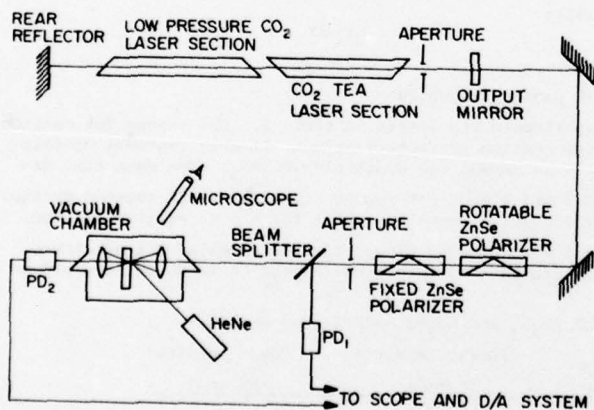 REAR
REFLECTOR
LOW PRESSURE CO2
LASER SECTION
APERTURE
CO2 TEA
LASER SECTION
OUTPUT
MIRROR
MICROSCOPE
VACUUM
CHAMBER
BEAM
SPLITTER
APERTURE
ROTATABLE
ZnSe
POLARIZER
PD2
FIXED ZnSe
POLARIZER
HeNe
PD1
TO SCOPE AND D/A SYSTEM